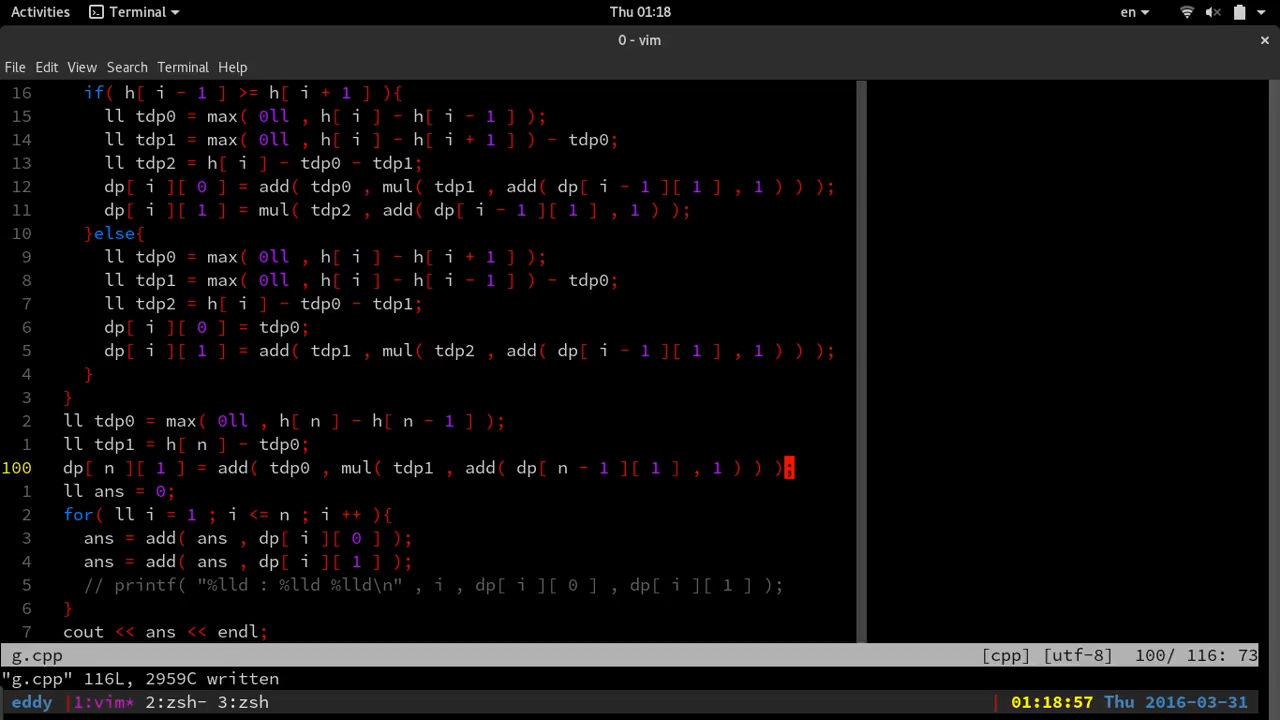 Activities Terminal Thu 01:18 en
0 - vim ×
File Edit View Search Terminal Help
16 if( h[ i - 1 ] >= h[ i + 1 ] ){
15 ll tdp0 = max( 0ll , h[ i ] - h[ i - 1 ] );
14 ll tdp1 = max( 0ll , h[ i ] - h[ i + 1 ] ) - tdp0;
13 ll tdp2 = h[ i ] - tdp0 - tdp1;
12 dp[ i ][ 0 ] = add( tdp0 , mul( tdp1 , add( dp[ i - 1 ][ 1 ] , 1 ) ) );
11 dp[ i ][ 1 ] = mul( tdp2 , add( dp[ i - 1 ][ 1 ] , 1 ) );
10 }else{
9 ll tdp0 = max( 0ll , h[ i ] - h[ i + 1 ] );
8 ll tdp1 = max( 0ll , h[ i ] - h[ i - 1 ] ) - tdp0;
7 ll tdp2 = h[ i ] - tdp0 - tdp1;
6 dp[ i ][ 0 ] = tdp0;
5 dp[ i ][ 1 ] = add( tdp1 , mul( tdp2 , add( dp[ i - 1 ][ 1 ] , 1 ) ) );
4 }
3 }
2 ll tdp0 = max( 0ll , h[ n ] - h[ n - 1 ] );
1 ll tdp1 = h[ n ] - tdp0;
100 dp[ n ][ 1 ] = add( tdp0 , mul( tdp1 , add( dp[ n - 1 ][ 1 ] , 1 ) ) );
1 ll ans = 0;
2 for( ll i = 1 ; i <= n ; i ++ ){
3 ans = add( ans , dp[ i ][ 0 ] );
4 ans = add( ans , dp[ i ][ 1 ] );
5 // printf( "%lld : %lld %lld\n" , i , dp[ i ][ 0 ] , dp[ i ][ 1 ] );
6 }
7 cout << ans << endl;
g.cpp [cpp] [utf-8] 100/ 116: 73
"g.cpp" 116L, 2959C written
eddy |1:vim* 2:zsh- 3:zsh | 01:18:57 Thu 2016-03-31